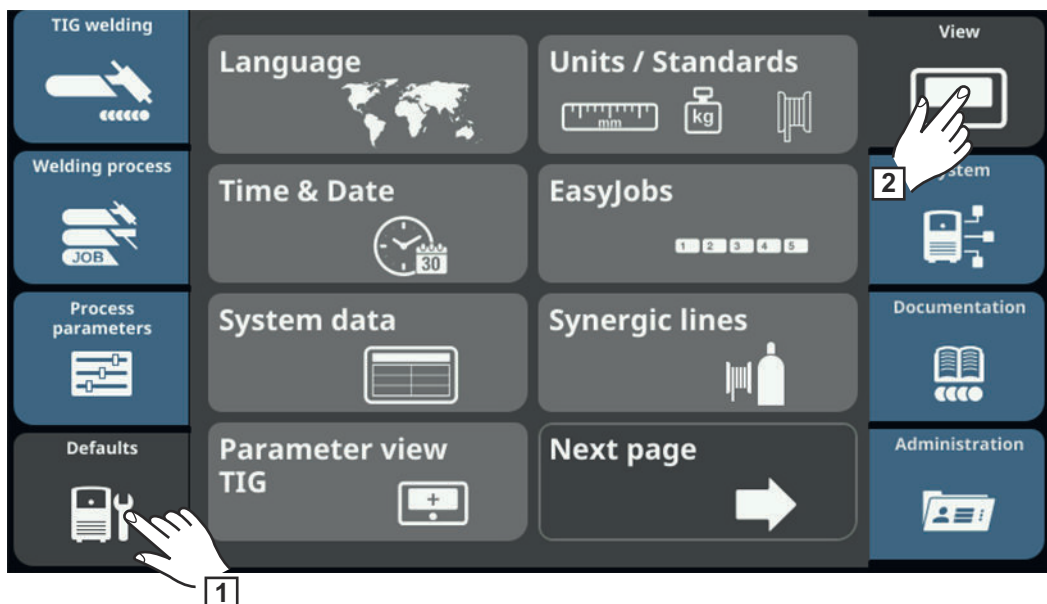 TIG welding
Welding process
JOB
Process
parameters
Defaults
1
Language
Units / Standards
mm
kg
Time & Date
30
EasyJobs
1 2 3 4 5
System data
Synergic lines
Parameter view
TIG
Next page
View
2
Documentation
Administration